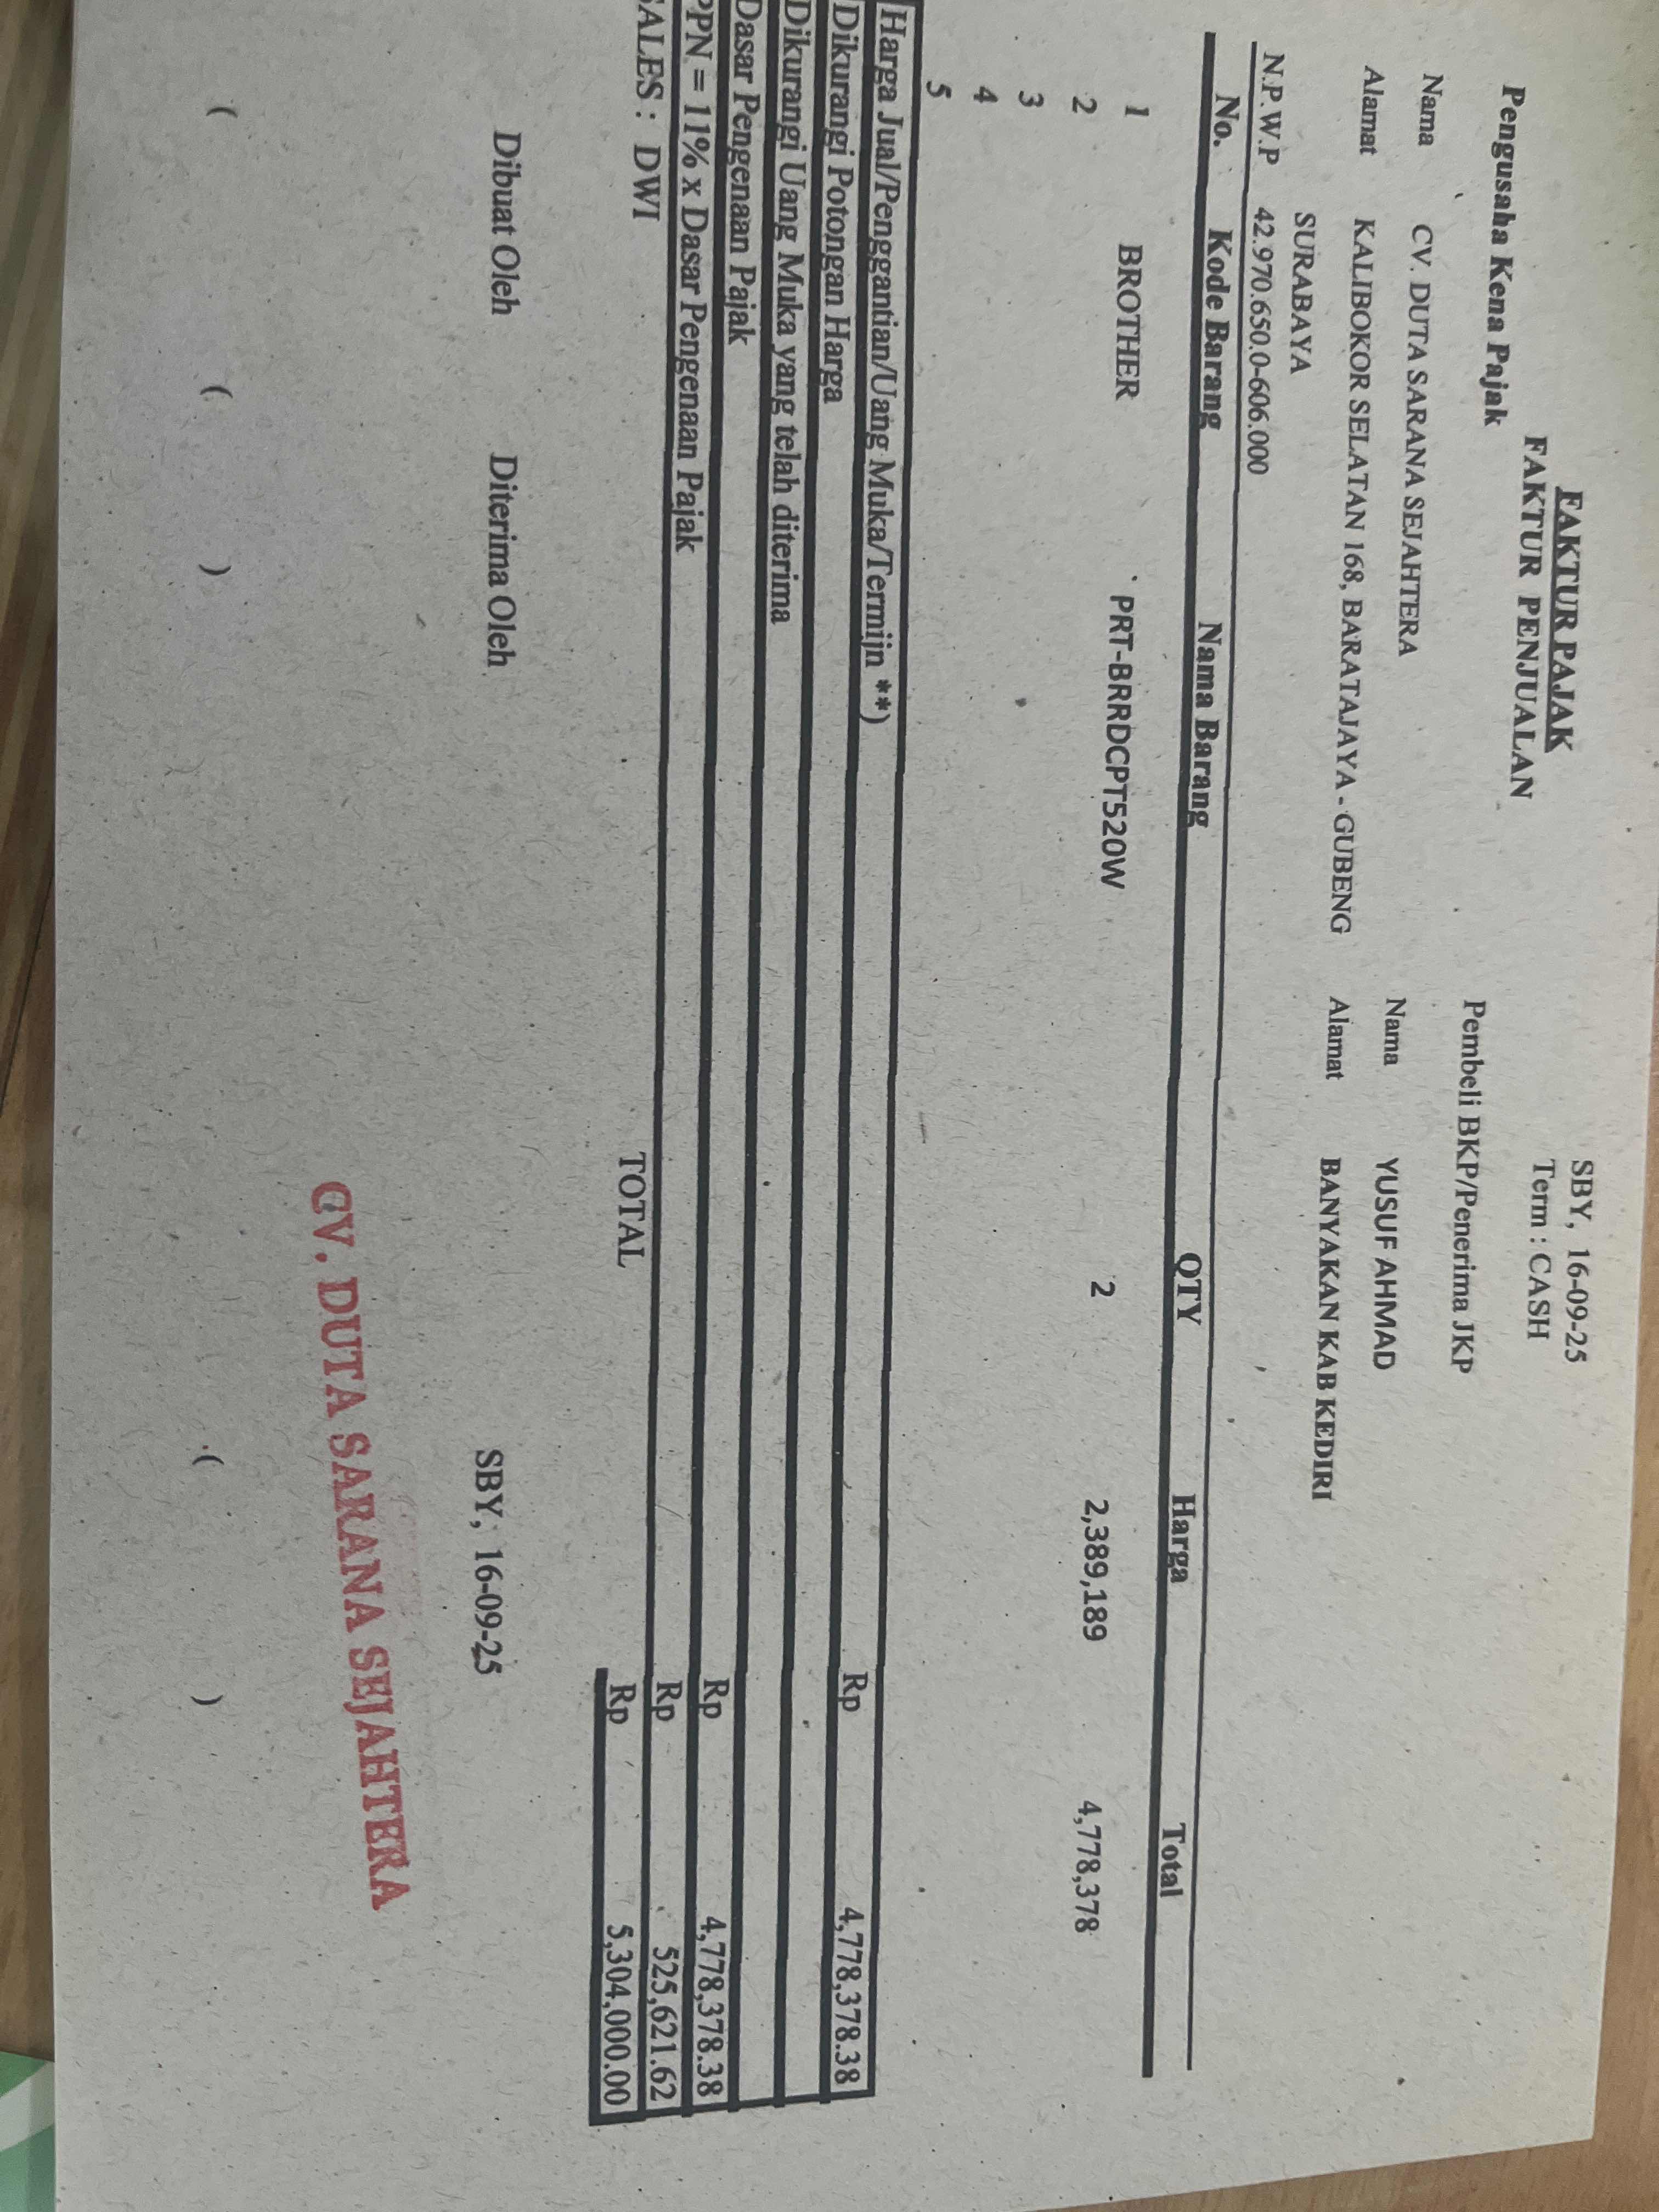 FAKTUR PAJAK
FAKTUR PENJUALAN
SBY, 16-09-25
Term : CASH
Pengusaha Kena Pajak
Pembeli BKP/Penerima JKP
Nama CV. DUTA SARANA SEJAHTERA
Nama YUSUF AHMAD
Alamat KALIBOKOR SELATAN 168, BARATAJAYA - GUBENG
SURABAYA
Alamat BANYAKAN KAB KEDIRI
N.P.W.P 42.970.650.0-606.000
No. Kode Barang Nama Barang QTY Harga Total
1 BROTHER PRT-BRRDCPT520W 2 2,389,189 4,778,378
2
3
4
5
Harga Jual/Penggantian/Uang Muka/Termijn **) Rp 4,778,378.38
Dikurangi Potongan Harga
Dikurangi Uang Muka yang telah diterima
Dasar Pengenaan Pajak Rp 4,778,378.38
PPN = 11% x Dasar Pengenaan Pajak Rp 525,621.62
SALES : DWI TOTAL Rp 5,304,000.00
Dibuat Oleh Diterima Oleh SBY, 16-09-25
CV. DUTA SARANA SEJAHTERA
( ( ) ( )